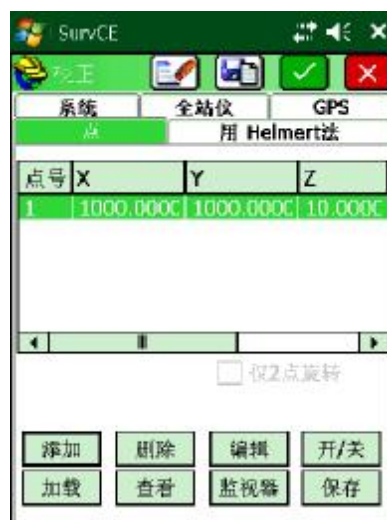 SurvCE
校正
系统 全站仪 GPS
点 用 Helmert法
点号 X Y Z
1 1000.000C 1000.000C 10.000C
仅2点旋转
添加 删除 编辑 开/关
加载 查看 监视器 保存